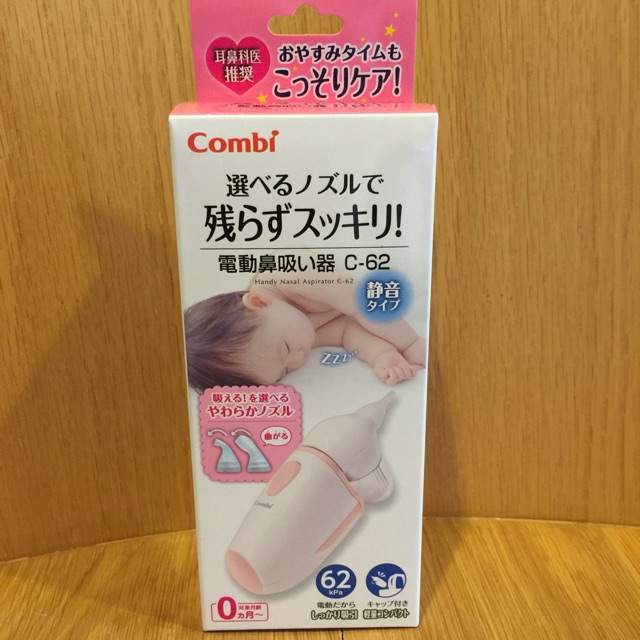 耳鼻科医
推奨
おやすみタイムも
こっそりケア!
Combi
選べるノズルで
残らずスッキリ!
電動鼻吸い器 C-62
Handy Nasal Aspirator C-62
静音
タイプ
ZZZ...
吸える!を選べる
やわらかノズル
曲がる
Combi
62
kPa
電動だから
しっかり吸引
キャップ付き
軽量コンパクト
対象月齢
0ヵ月〜